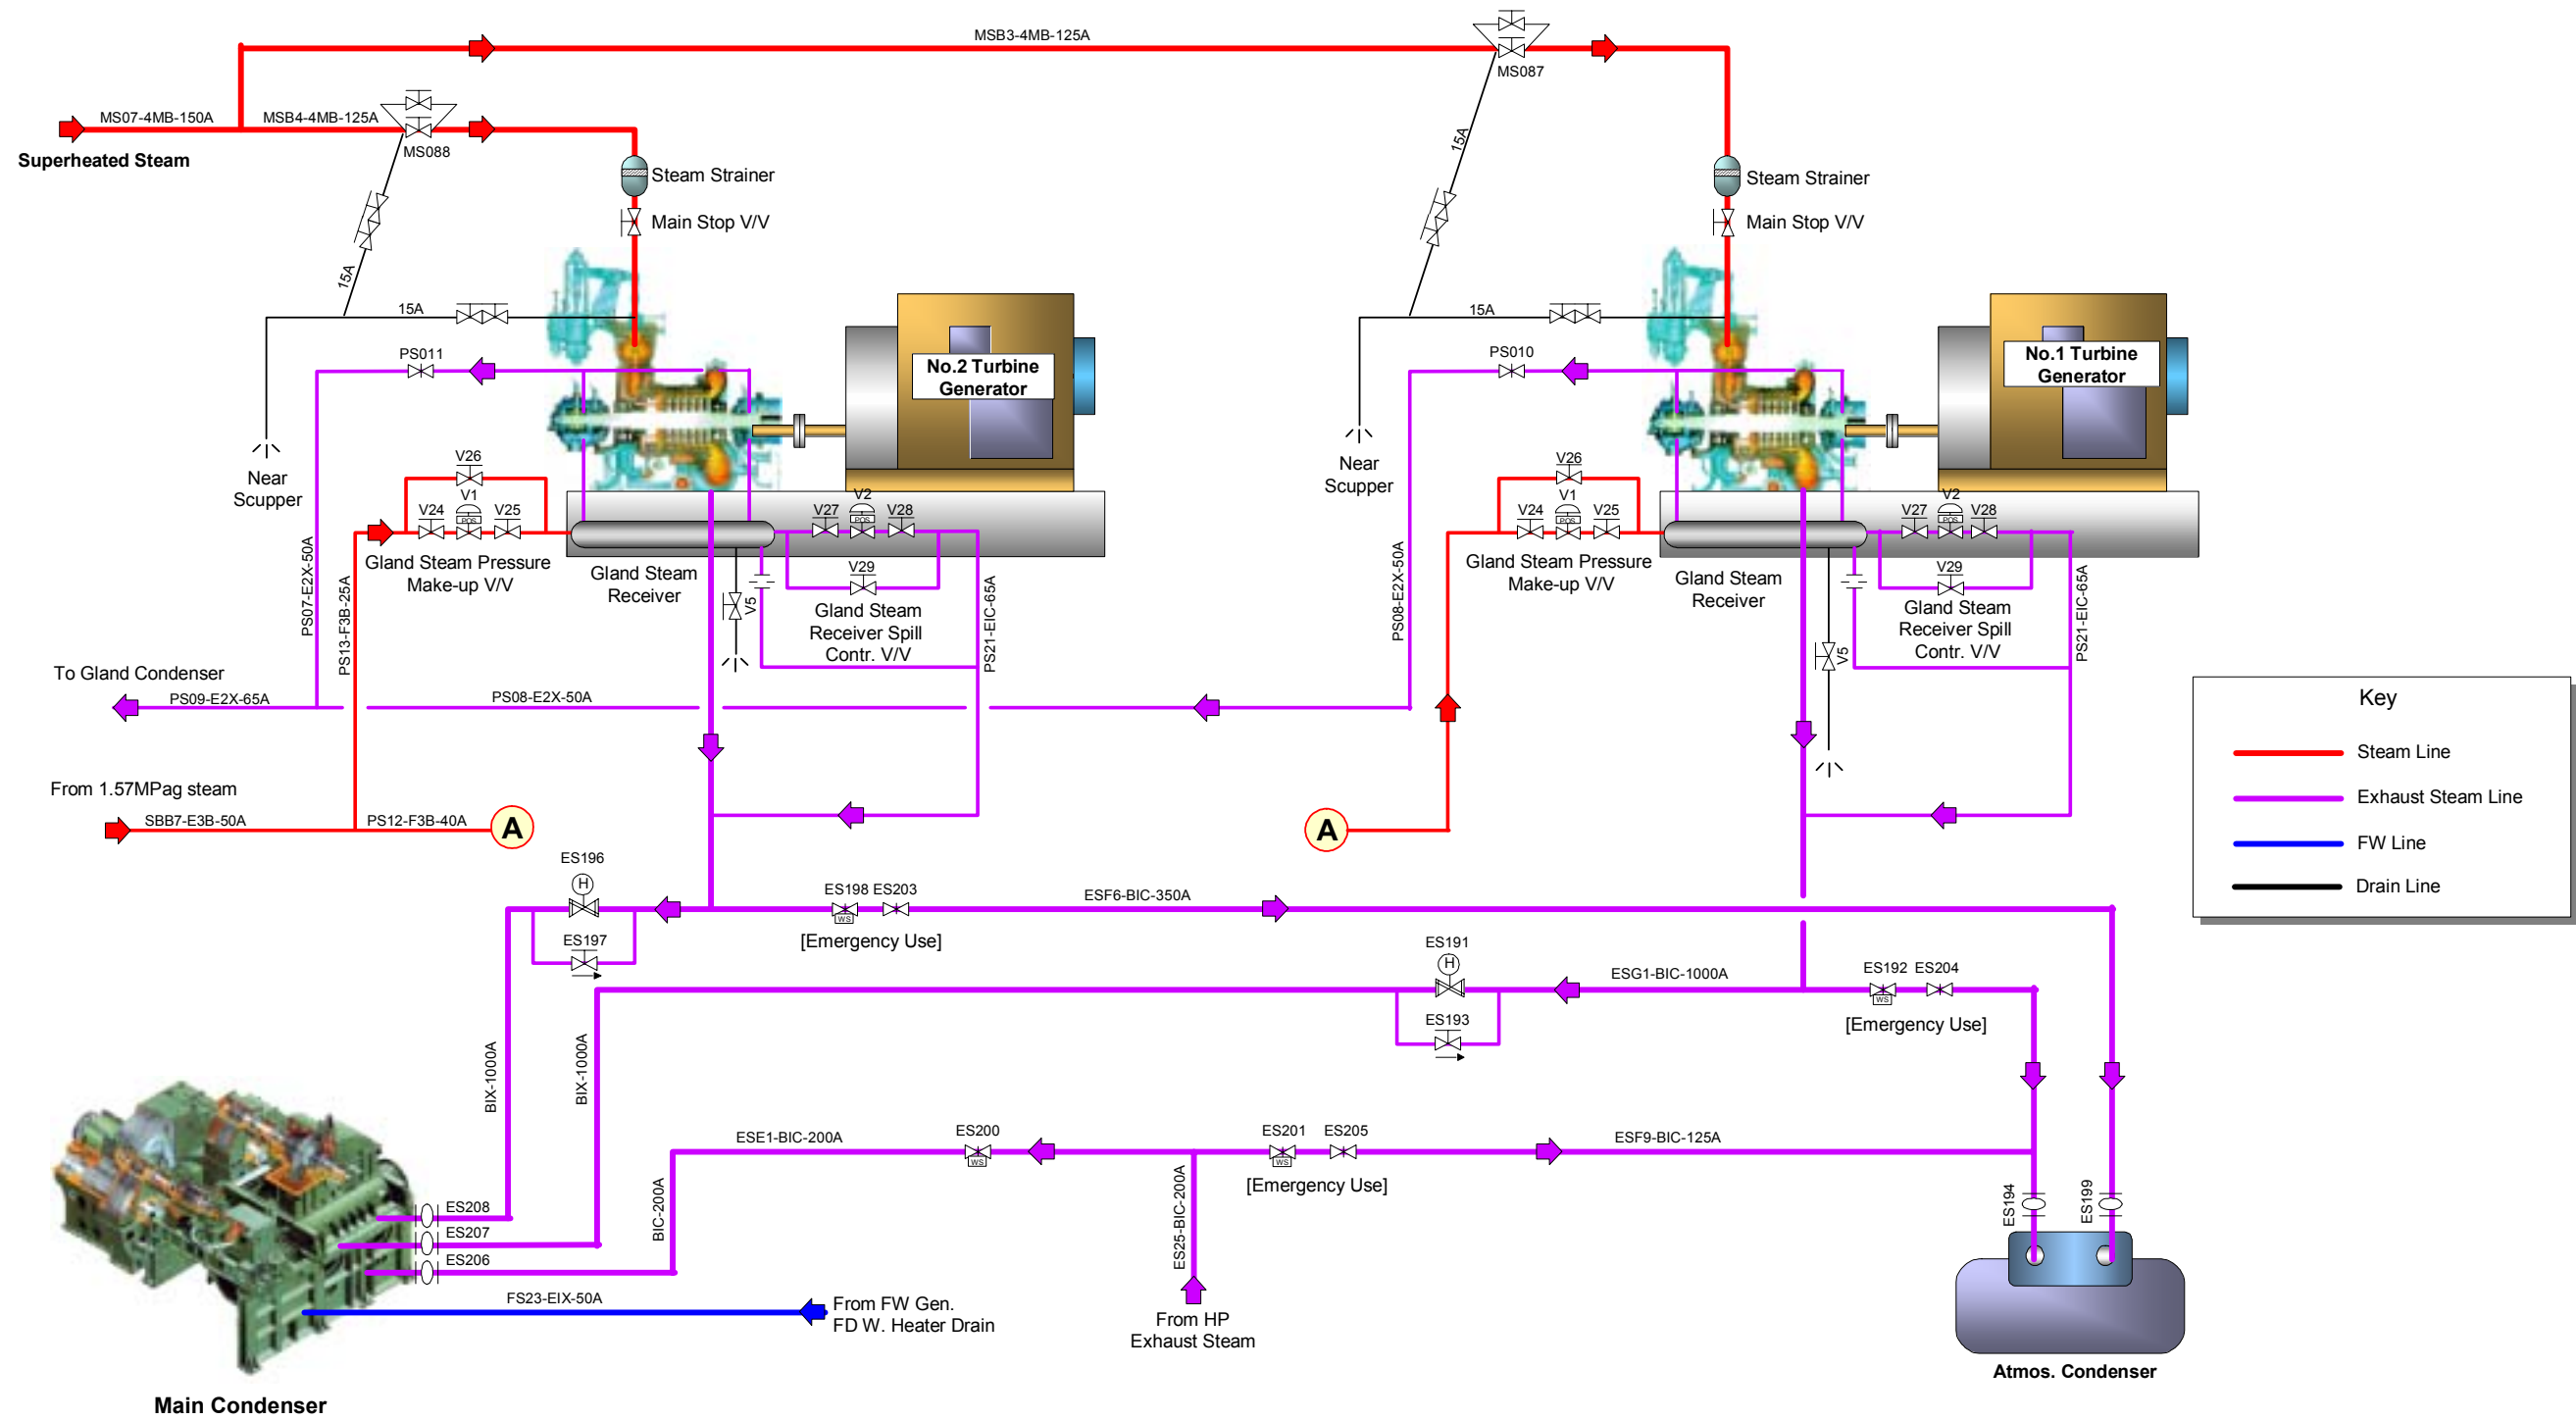 MSB3-4MB-125A
MS087
MS07-4MB-150A
MSB4-4MB-125A
MS088
Superheated Steam
15A
15A
15A
Steam Strainer
Main Stop V/V
Steam Strainer
Main Stop V/V
15A
15A
PS011
No.2 Turbine
Generator
PS010
No.1 Turbine
Generator
Near
Scupper
Near
Scupper
V26
V1
V24
POS
V25
Gland Steam Pressure
Make-up V/V
Gland Steam
Receiver
V5
V2
V27
POS
V28
V29
Gland Steam
Receiver Spill
Contr. V/V
PS07-E2X-50A
PS13-F3B-25A
PS21-EIC-65A
V26
V1
V24
POS
V25
Gland Steam Pressure
Make-up V/V
Gland Steam
Receiver
V5
V2
V27
POS
V28
V29
Gland Steam
Receiver Spill
Contr. V/V
PS08-E2X-50A
PS21-EIC-65A
To Gland Condenser
PS09-E2X-65A
PS08-E2X-50A
From 1.57MPag steam
SBB7-E3B-50A
PS12-F3B-40A
A
A
Key
Steam Line
Exhaust Steam Line
FW Line
Drain Line
ES196
H
ES197
ES198 ES203
WS
[Emergency Use]
ESF6-BIC-350A
ES191
H
ES193
ESG1-BIC-1000A
ES192 ES204
WS
[Emergency Use]
BIX-1000A
BIX-1000A
BIC-200A
ESE1-BIC-200A
ES200
WS
ES201
ES205
WS
[Emergency Use]
ESF9-BIC-125A
ES25-BIC-200A
ES194
ES199
ES208
ES207
ES206
FS23-EIX-50A
From FW Gen.
FD W. Heater Drain
From HP
Exhaust Steam
Atmos. Condenser
Main Condenser